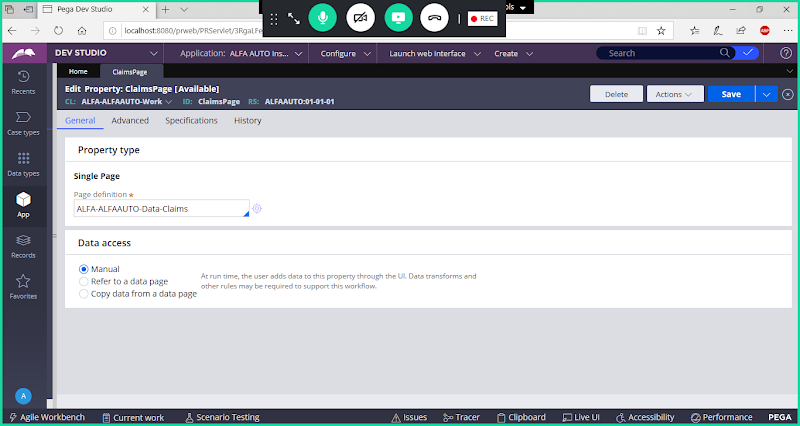 Pega Dev Studio
ols
localhost:8080/prweb/PRServlet/3RgaLFe
REC
ABP
DEV STUDIO
Application: ALFA AUTO Ins...
Configure
Launch web interface
Create
Search
Home
ClaimsPage
Edit Property: ClaimsPage [Available]
CL: ALFA-ALFAAUTO-Work ID: ClaimsPage RS: ALFAAUTO:01-01-01
Delete
Actions
Save
Recents
Case types
Data types
App
Records
Favorites
A
General
Advanced
Specifications
History
Property type
Single Page
Page definition *
ALFA-ALFAAUTO-Data-Claims
Data access
Manual
Refer to a data page
Copy data from a data page
At run time, the user adds data to this property through the UI. Data transforms and
other rules may be required to support this workflow.
Agile Workbench
Current work
Scenario Testing
Issues
Tracer
Clipboard
Live UI
Accessibility
Performance
PEGA